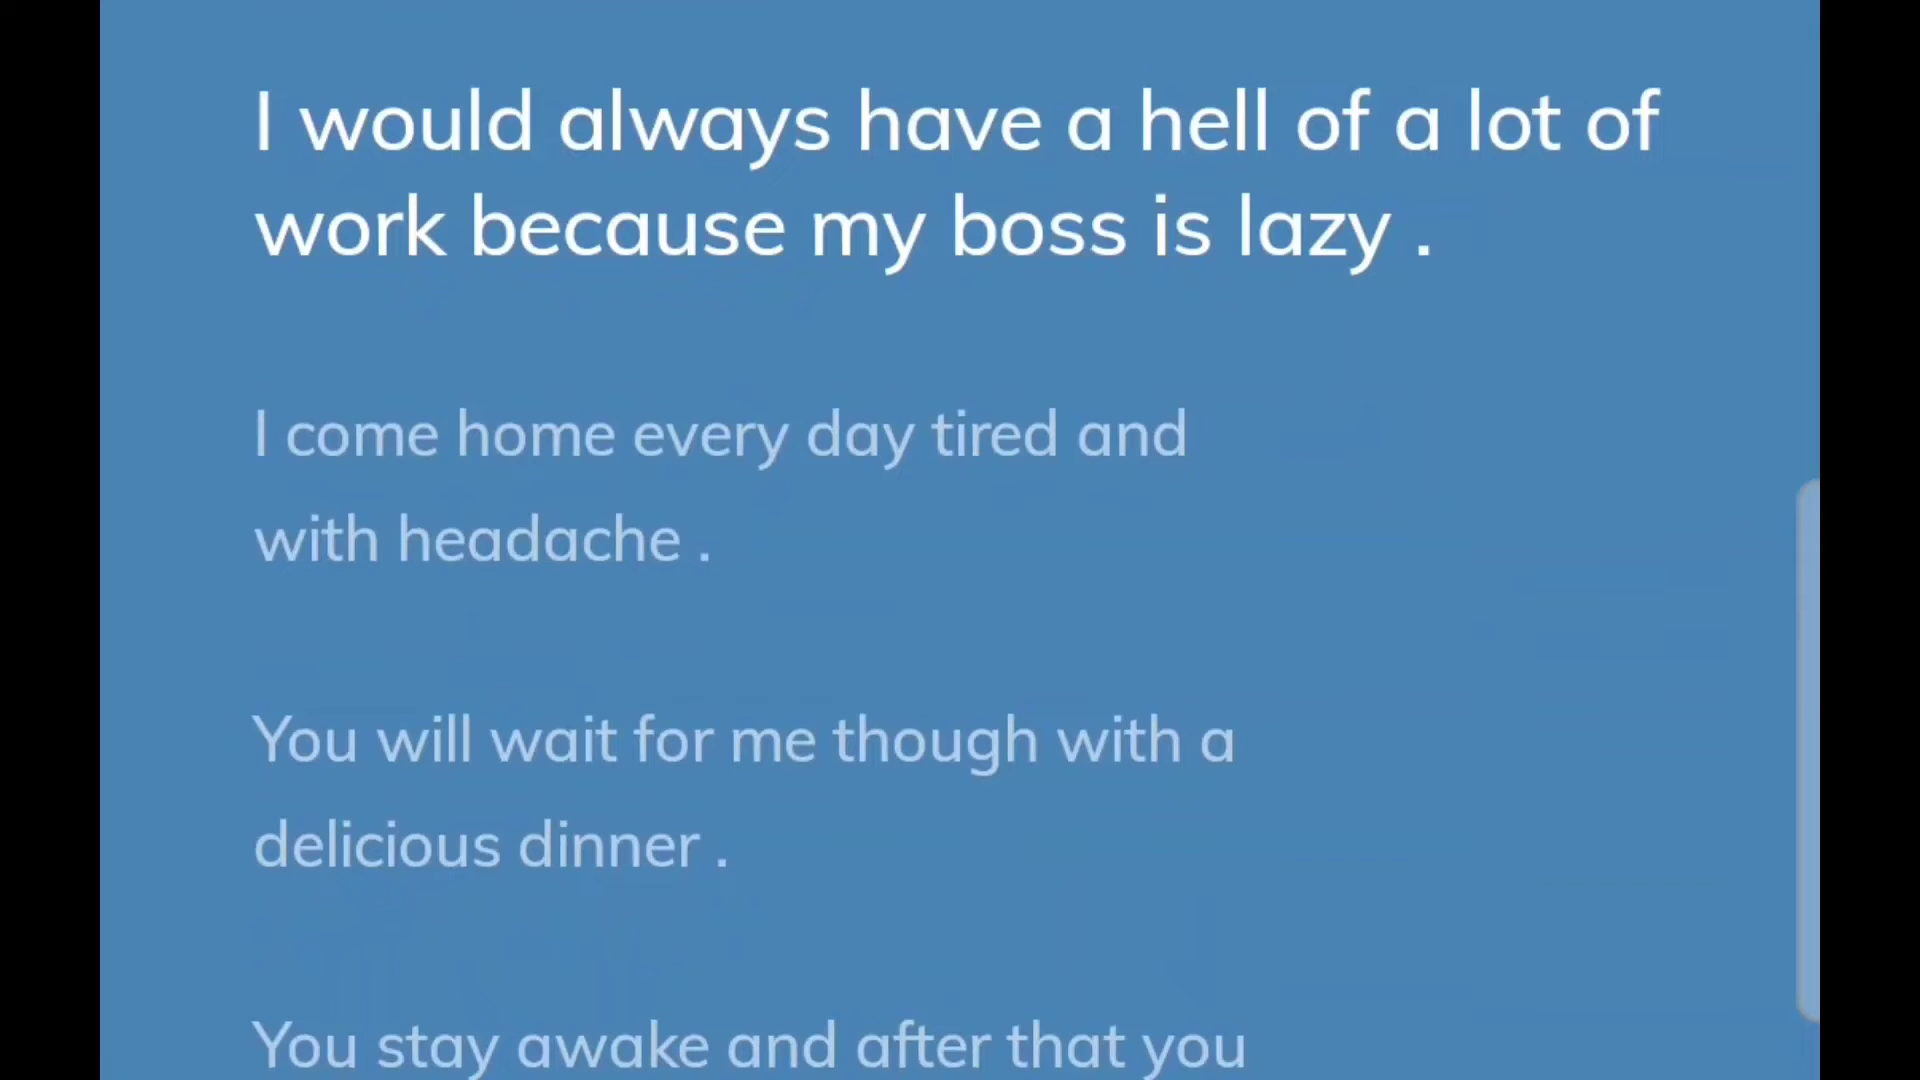 I would always have a hell of a lot of
work because my boss is lazy .
I come home every day tired and
with headache .
You will wait for me though with a
delicious dinner .
You stay awake and after that you